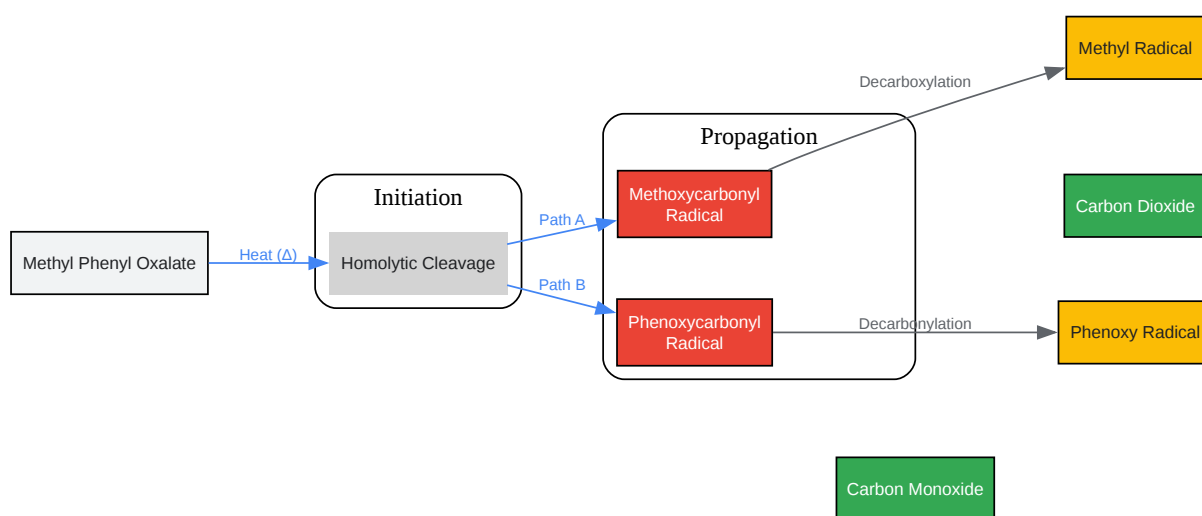 Methyl Radical
Decarboxylation
Propagation
Initiation
Methoxycarbonyl
Radical
Carbon Dioxide
Path A
Methyl Phenyl Oxalate
Heat (Δ)
Homolytic Cleavage
Path B
Phenoxycarbonyl
Radical
Decarbonylation
Phenoxy Radical
Carbon Monoxide